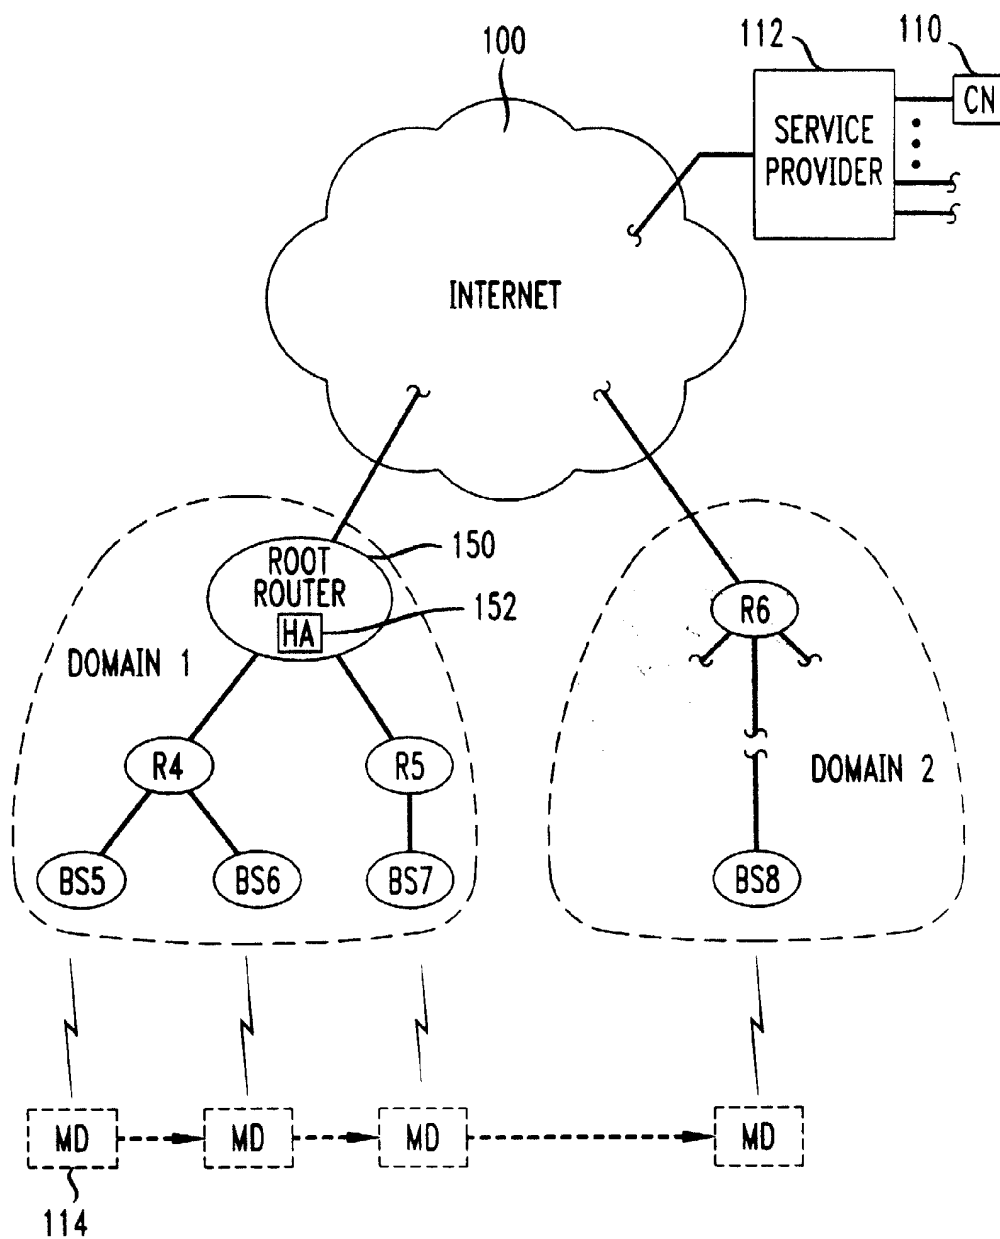 100
112
110
CN
SERVICE
PROVIDER
INTERNET
ROOT
ROUTER
HA
150
152
R6
DOMAIN 1
R4
R5
DOMAIN 2
BS5
BS6
BS7
BS8
MD
MD
MD
MD
114